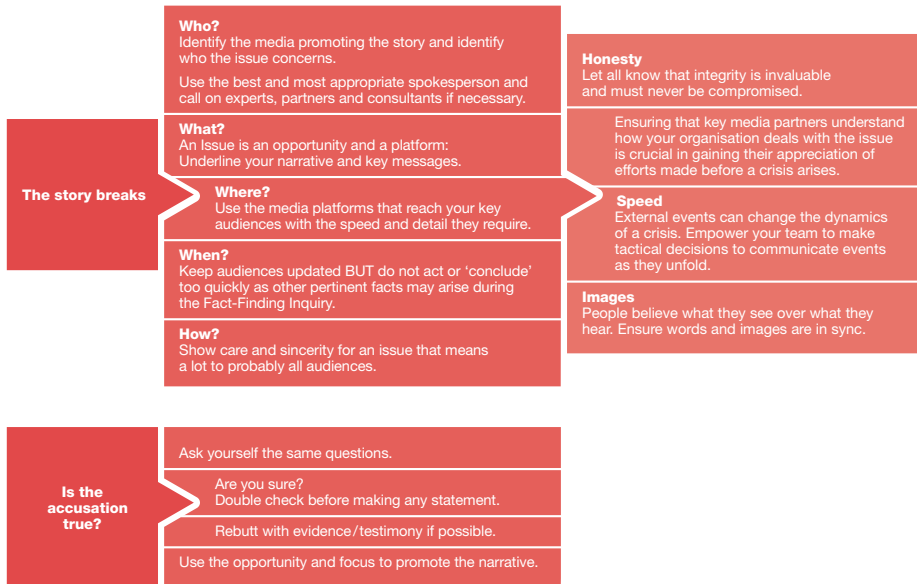 The story breaks
Who?
Identify the media promoting the story and identify
who the issue concerns.
Use the best and most appropriate spokesperson and
call on experts, partners and consultants if necessary.
What?
An Issue is an opportunity and a platform:
Underline your narrative and key messages.
Where?
Use the media platforms that reach your key
audiences with the speed and detail they require.
When?
Keep audiences updated BUT do not act or ‘conclude’
too quickly as other pertinent facts may arise during
the Fact-Finding Inquiry.
How?
Show care and sincerity for an issue that means
a lot to probably all audiences.
Honesty
Let all know that integrity is invaluable
and must never be compromised.
Ensuring that key media partners understand
how your organisation deals with the issue
is crucial in gaining their appreciation of
efforts made before a crisis arises.
Speed
External events can change the dynamics
of a crisis. Empower your team to make
tactical decisions to communicate events
as they unfold.
Images
People believe what they see over what they
hear. Ensure words and images are in sync.
Is the
accusation
true?
Ask yourself the same questions.
Are you sure?
Double check before making any statement.
Rebutt with evidence/testimony if possible.
Use the opportunity and focus to promote the narrative.